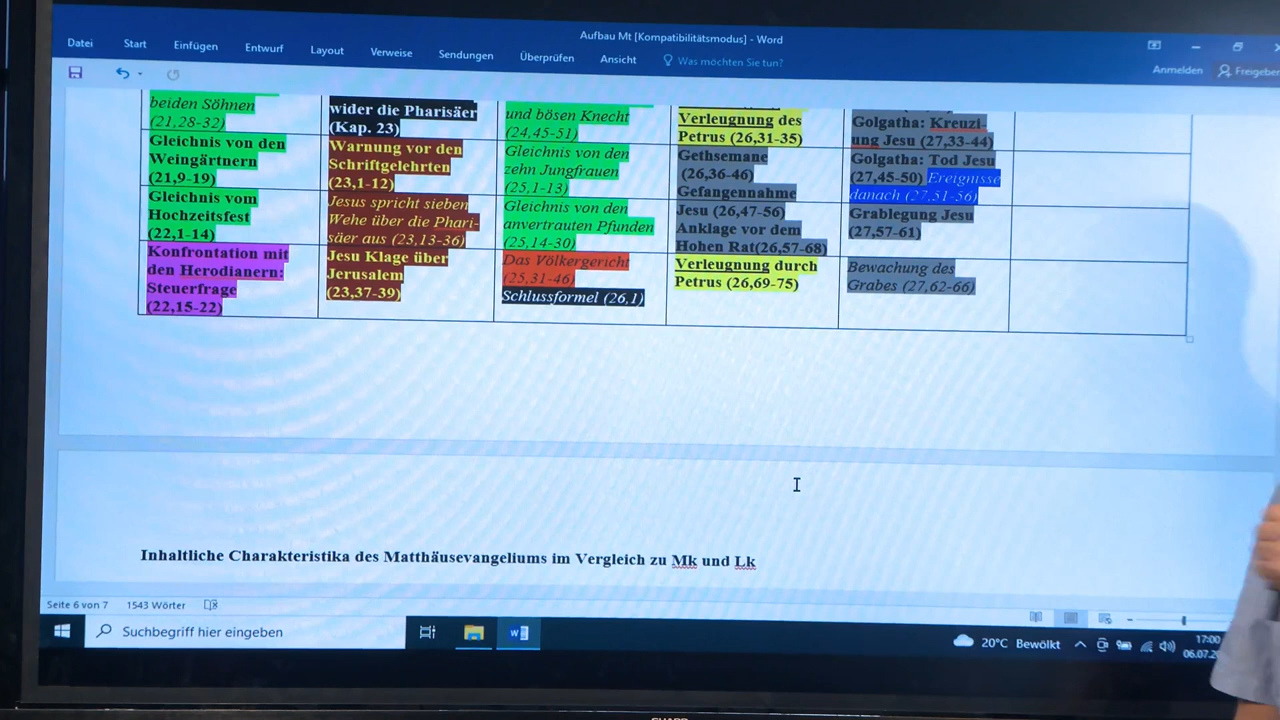 Aufbau Mt [Kompatibilitätsmodus] - Word
Datei Start Einfügen Entwurf Layout Verweise Sendungen Überprüfen Ansicht Was möchten Sie tun?
Anmelden Freigeben
beiden Söhnen
(21,28-32)
Gleichnis von den
Weingärtnern
(21,9-19)
Gleichnis vom
Hochzeitsfest
(22,1-14)
Konfrontation mit
den Herodianern:
Steuerfrage
(22,15-22)
wider die Pharisäer
(Kap. 23)
Warnung vor den
Schriftgelehrten
(23,1-12)
Jesus spricht sieben
Wehe über die Phari-
säer aus (23,13-36)
Jesu Klage über
Jerusalem
(23,37-39)
und bösen Knecht
(24,45-51)
Gleichnis von den
zehn Jungfrauen
(25,1-13)
Gleichnis von den
anvertrauten Pfunden
(25,14-30)
Das Völkergericht
(25,31-46)
Schlussformel (26,1)
Verleugnung des
Petrus (26,31-35)
Gethsemane
(26,36-46)
Gefangennahme
Jesu (26,47-56)
Anklage vor dem
Hohen Rat(26,57-68)
Verleugnung durch
Petrus (26,69-75)
Golgatha: Kreuzi-
ung Jesu (27,33-44)
Golgatha: Tod Jesu
(27,45-50) Ereignisse
danach (27,51-56)
Grablegung Jesu
(27,57-61)
Bewachung des
Grabes (27,62-66)
Inhaltliche Charakteristika des Matthäusevangeliums im Vergleich zu Mk und Lk
Seite 6 von 7 1543 Wörter
Suchbegriff hier eingeben
20°C Bewölkt
17:00
06.07.2